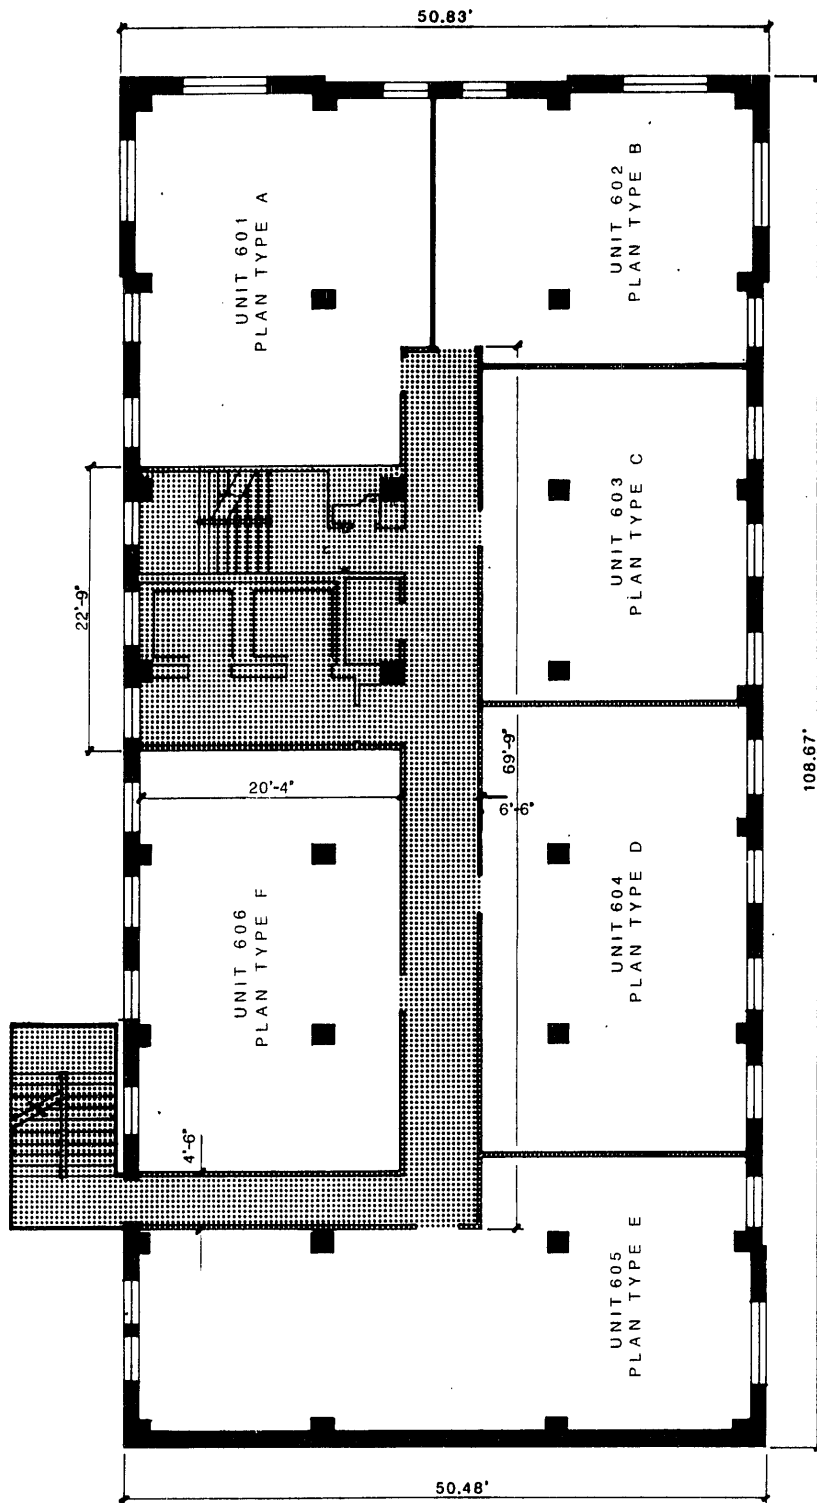 50.83'
UNIT 601
PLAN TYPE A
UNIT 602
PLAN TYPE B
UNIT 603
PLAN TYPE C
22'-9"
69'-9"
108.67'
20'-4"
6'-6"
UNIT 606
PLAN TYPE F
UNIT 604
PLAN TYPE D
4'-6"
UNIT 605
PLAN TYPE E
50.48'